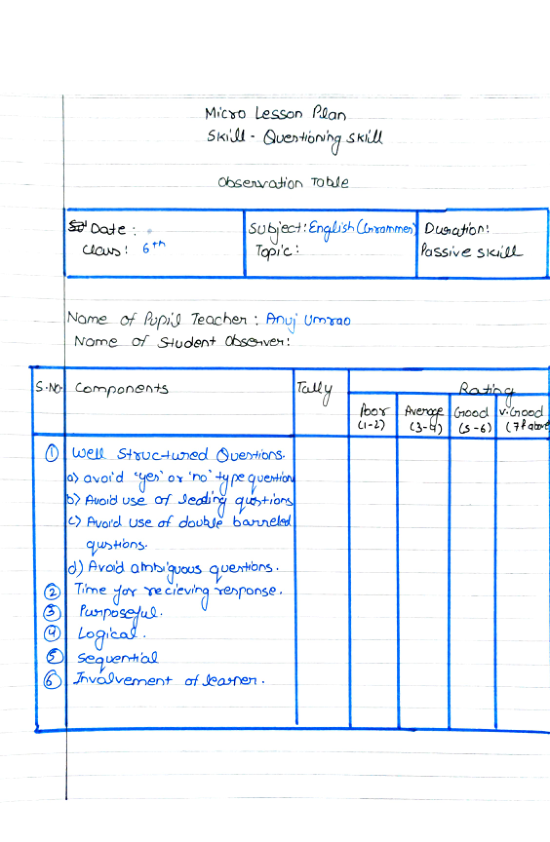 Micro Lesson Plan
Skill - Questioning skill
Observation Table
Date :
Subject: English (Grammer)
Duration:
Class: 6th
Topic:
Passive skill
Name of Pupil Teacher : Anuj Umrao
Name of Student Observer:
S.No. Components Tally Rating
Poor (1-2) Average (3-4) Good (5-6) V.Good (7 & above
① Well Structured Questions.
a) avoid "yes' or 'no' type question
b) Avoid use of leading qustions
c) Avoid use of double barreled
qustions.
d) Avoid ambiguous questions.
② Time for recieving response.
③ Purposeful.
④ Logical.
⑤ sequential
⑥ Invalvement of learner.